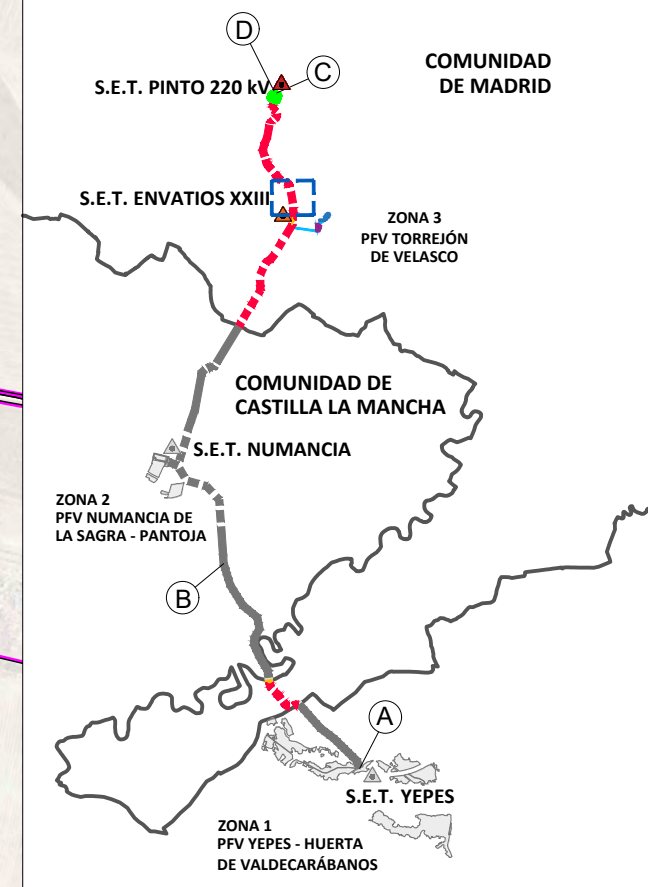 D
C
COMUNIDAD
DE MADRID
S.E.T. PINTO 220 kV
S.E.T. ENVATIOS XXIII
ZONA 3
PFV TORREJÓN
DE VELASCO
COMUNIDAD DE
CASTILLA LA MANCHA
S.E.T. NUMANCIA
ZONA 2
PFV NUMANCIA DE
LA SAGRA - PANTOJA
B
A
S.E.T. YEPES
ZONA 1
PFV YEPES - HUERTA
DE VALDECARÁBANOS